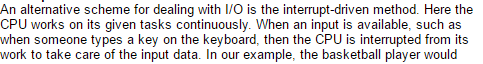 An alternative scheme for dealing with I/O is the interrupt-driven method. Here the
CPU works on its given tasks continuously. When an input is available, such as
when someone types a key on the keyboard, then the CPU is interrupted from its
work to take care of the input data. In our example, the basketball player would